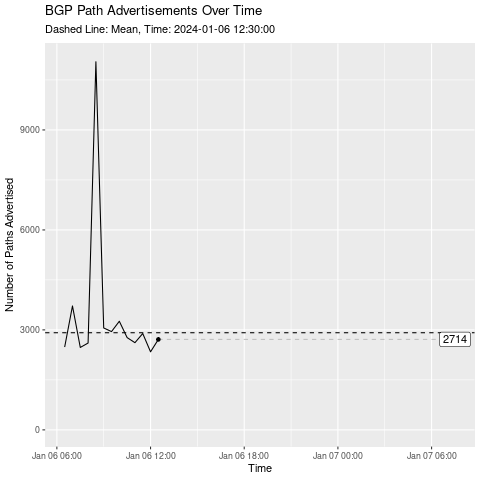 BGP Path Advertisements Over Time
Dashed Line: Mean, Time: 2024-01-06 12:30:00
Number of Paths Advertised
9000
6000
3000
0
2714
Jan 06 06:00
Jan 06 12:00
Jan 06 18:00
Jan 07 00:00
Jan 07 06:00
Time